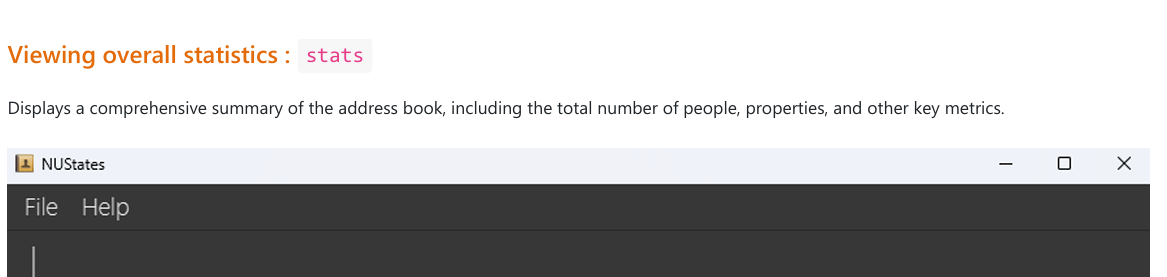 Viewing overall statistics : stats
Displays a comprehensive summary of the address book, including the total number of people, properties, and other key metrics.
NUStates
File Help